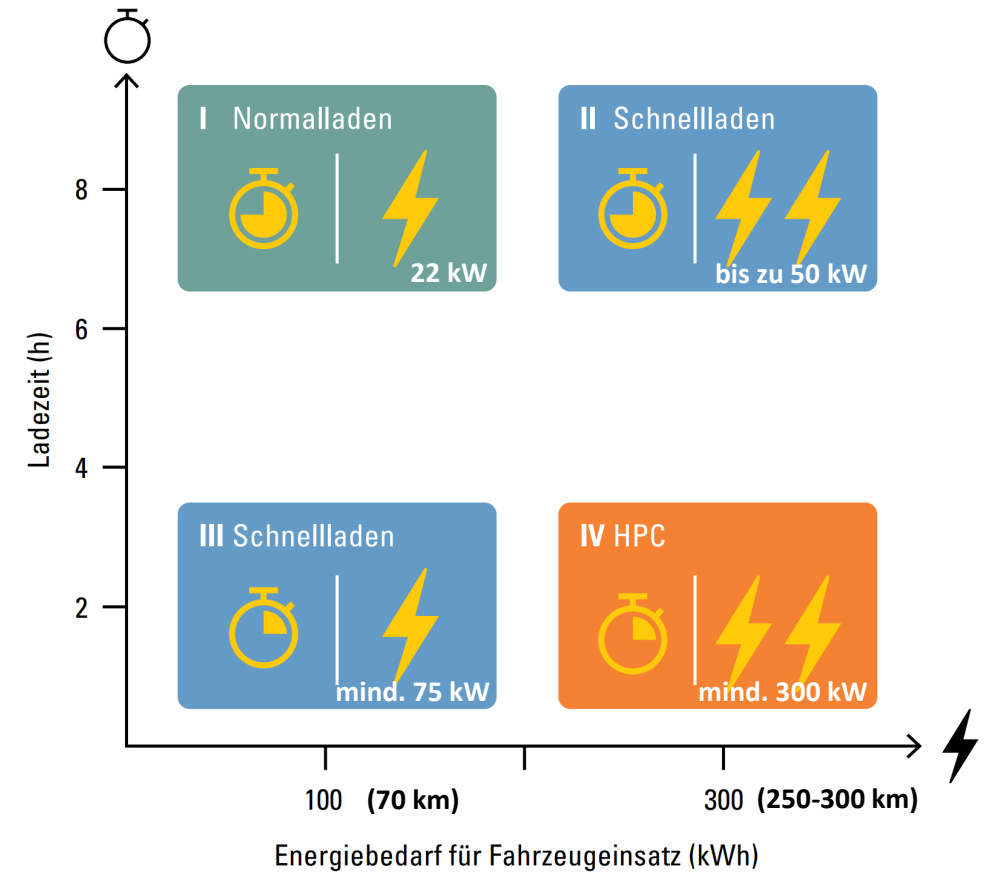 I Normalladen
22 kW
II Schnellladen
bis zu 50 kW
III Schnellladen
mind. 75 kW
IV HPC
mind. 300 kW
Ladezeit (h)
8
6
4
2
100 (70 km)
300 (250-300 km)
Energiebedarf für Fahrzeugeinsatz (kWh)